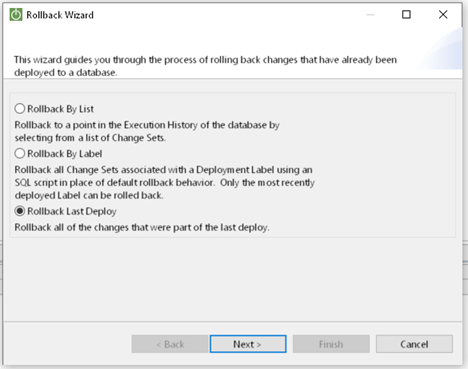 Rollback Wizard
This wizard guides you through the process of rolling back changes that have already been
deployed to a database.
Rollback By List
Rollback to a point in the Execution History of the database by
selecting from a list of Change Sets.
Rollback By Label
Rollback all Change Sets associated with a Deployment Label using an
SQL script in place of default rollback behavior.  Only the most recently
deployed Label can be rolled back.
Rollback Last Deploy
Rollback all of the changes that were part of the last deploy.
< Back
Next >
Finish
Cancel